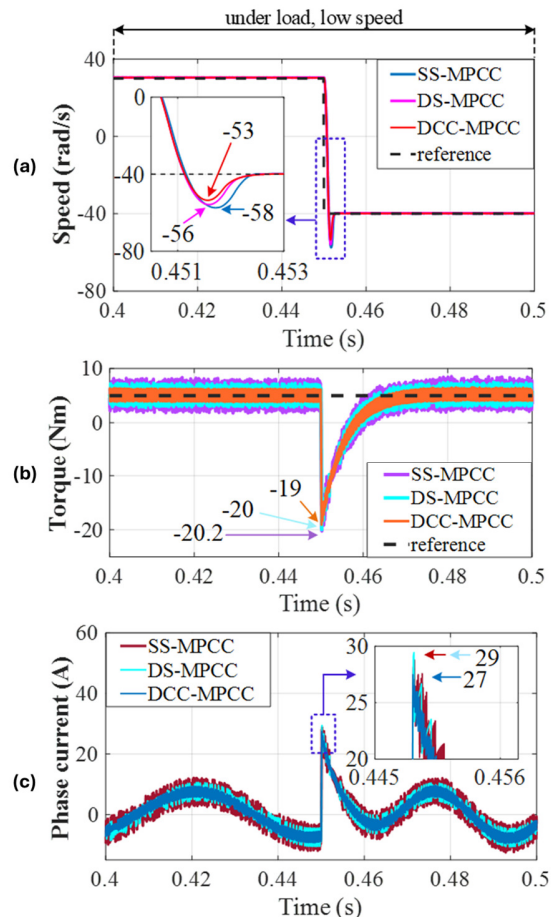 under load, low speed
(a)
Speed (rad/s)
40
0
-40
-80
0
-40
-80
-53
-56
-58
0.451
0.453
SS-MPCC
DS-MPCC
DCC-MPCC
reference
0.4
0.42
0.44
0.46
0.48
0.5
Time (s)
(b)
Torque (Nm)
10
0
-10
-20
-19
-20
-20.2
SS-MPCC
DS-MPCC
DCC-MPCC
reference
0.4
0.42
0.44
0.46
0.48
0.5
Time (s)
(c)
Phase current (A)
60
40
20
0
SS-MPCC
DS-MPCC
DCC-MPCC
30
25
20
29
27
0.445
0.456
0.4
0.42
0.44
0.46
0.48
0.5
Time (s)